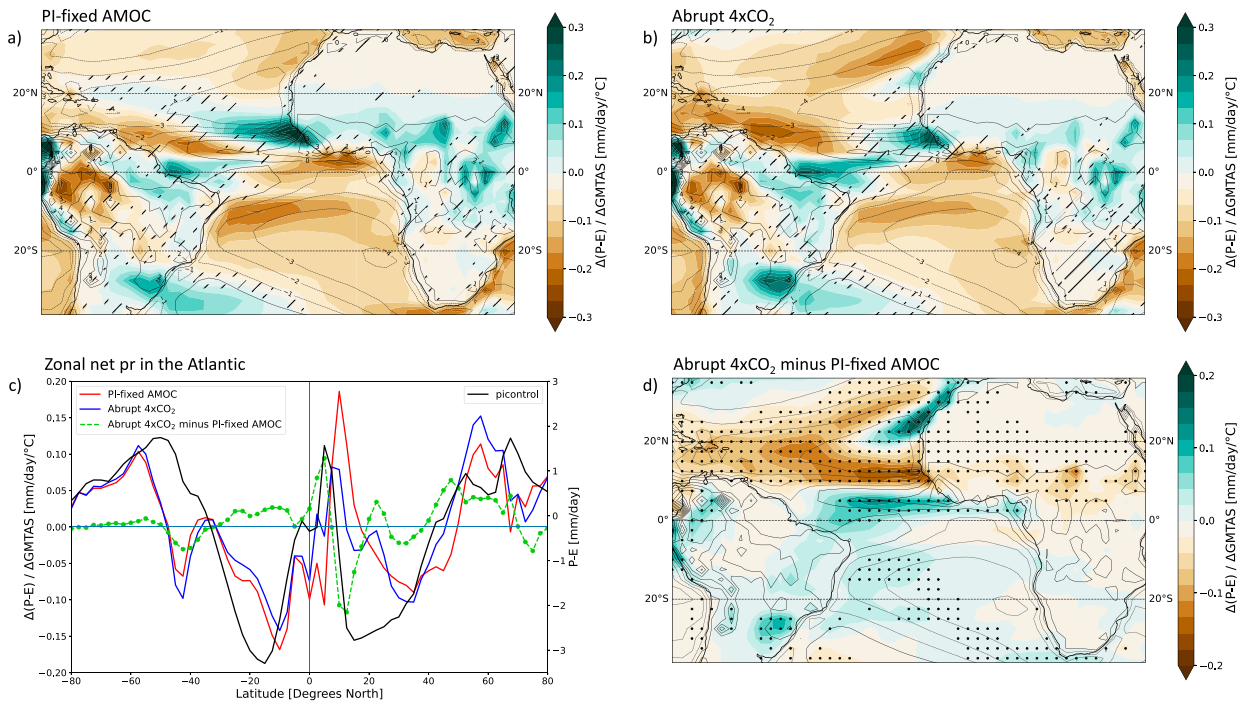 PI-fixed AMOC
Abrupt 4xCO₂
a)
b)
20°N
0°
20°S
20°N
0°
20°S
0.3
0.2
0.1
0.0
−0.1
−0.2
−0.3
Δ(P-E) / ΔGMTAS [mm/day/°C]
20°N
0°
20°S
0.3
0.2
0.1
0.0
−0.1
−0.2
−0.3
Δ(P-E) / ΔGMTAS [mm/day/°C]
Zonal net pr in the Atlantic
Abrupt 4xCO₂ minus PI-fixed AMOC
c)
d)
PI-fixed AMOC
Abrupt 4xCO₂
Abrupt 4xCO₂ minus PI-fixed AMOC
picontrol
0.20
0.15
0.10
0.05
0.00
−0.05
−0.10
−0.15
−0.20
Δ(P-E) / ΔGMTAS [mm/day/°C]
3
2
1
0
−1
−2
−3
P-E [mm/day]
−80 −60 −40 −20 0 20 40 60 80
Latitude [Degrees North]
20°N
0°
20°S
0.2
0.1
0.0
−0.1
−0.2
Δ(P-E) / ΔGMTAS [mm/day/°C]